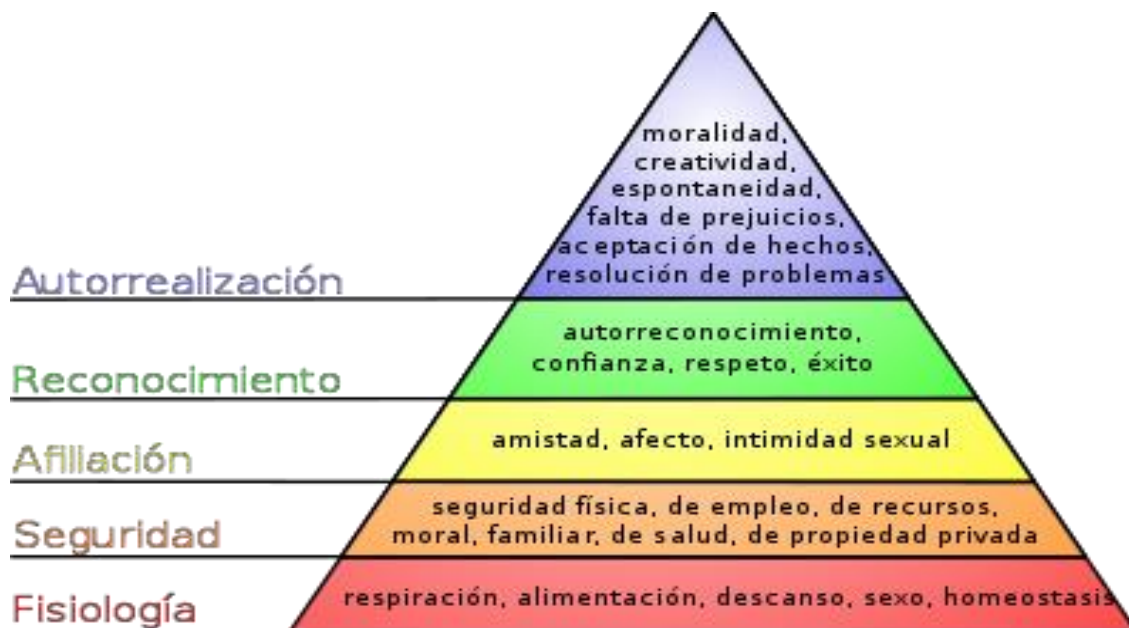 moralidad,
creatividad,
espontaneidad,
falta de prejuicios,
aceptación de hechos,
resolución de problemas
Autorrealización
autorreconocimiento,
confianza, respeto, éxito
Reconocimiento
amistad, afecto, intimidad sexual
Afiliación
seguridad física, de empleo, de recursos,
moral, familiar, de salud, de propiedad privada
Seguridad
respiración, alimentación, descanso, sexo, homeostasis
Fisiología